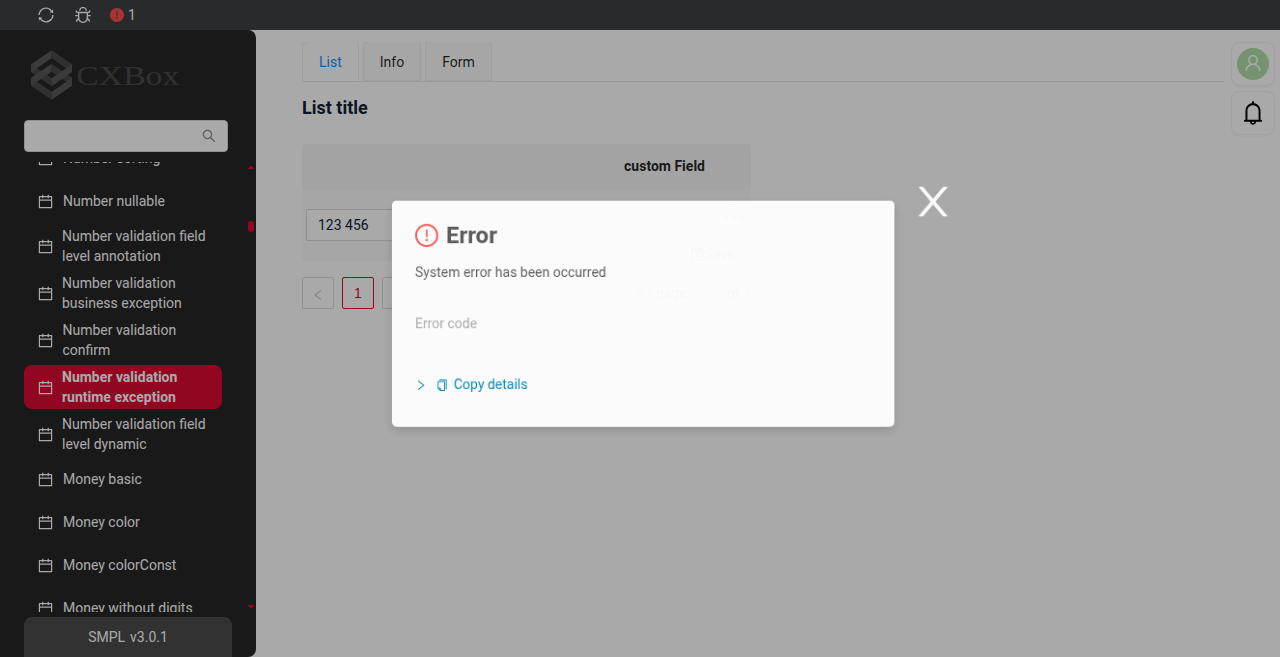 1
CXBox
List
Info
Form
List title
custom Field
Number sorting
Number nullable
Number validation field
level annotation
Number validation
business exception
Number validation
confirm
Number validation
runtime exception
Number validation field
level dynamic
Money basic
Money color
Money colorConst
Money without digits
SMPL v3.0.1
123 456
Save
< 1
Error
System error has been occurred
Error code
Copy details